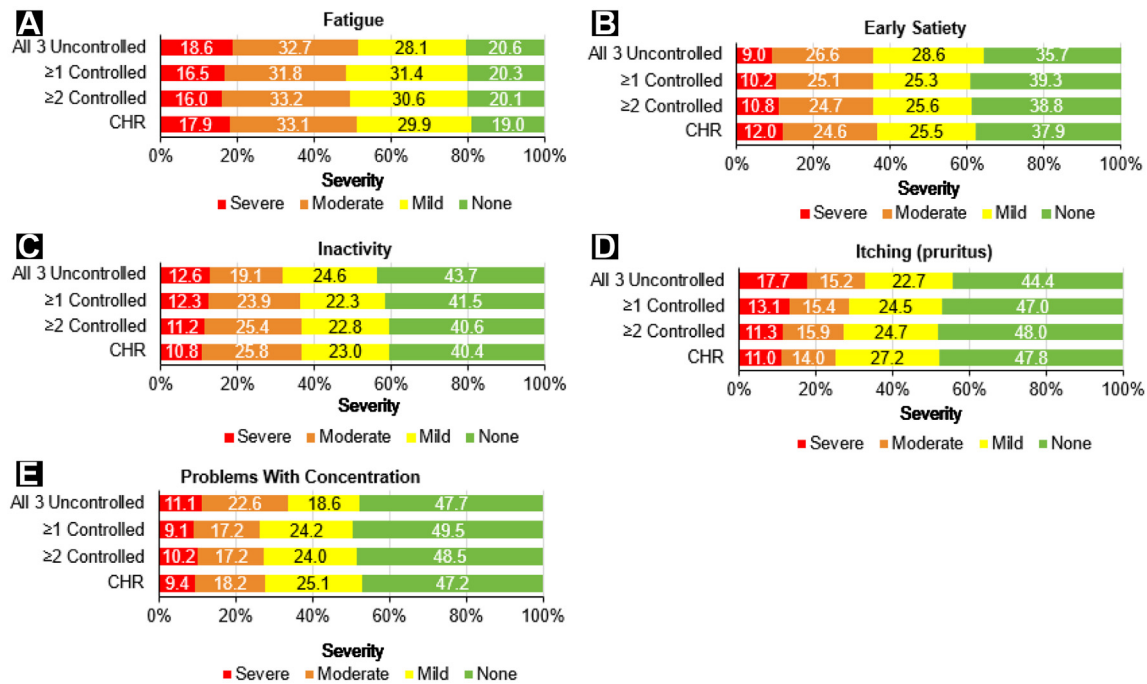 A
Fatigue
All 3 Uncontrolled 18.6 32.7 28.1 20.6
≥1 Controlled 16.5 31.8 31.4 20.3
≥2 Controlled 16.0 33.2 30.6 20.1
CHR 17.9 33.1 29.9 19.0
0% 20% 40% 60% 80% 100%
Severity
Severe Moderate Mild None
B
Early Satiety
All 3 Uncontrolled 9.0 26.6 28.6 35.7
≥1 Controlled 10.2 25.1 25.3 39.3
≥2 Controlled 10.8 24.7 25.6 38.8
CHR 12.0 24.6 25.5 37.9
0% 20% 40% 60% 80% 100%
Severity
Severe Moderate Mild None
C
Inactivity
All 3 Uncontrolled 12.6 19.1 24.6 43.7
≥1 Controlled 12.3 23.9 22.3 41.5
≥2 Controlled 11.2 25.4 22.8 40.6
CHR 10.8 25.8 23.0 40.4
0% 20% 40% 60% 80% 100%
Severity
Severe Moderate Mild None
D
Itching (pruritus)
All 3 Uncontrolled 17.7 15.2 22.7 44.4
≥1 Controlled 13.1 15.4 24.5 47.0
≥2 Controlled 11.3 15.9 24.7 48.0
CHR 11.0 14.0 27.2 47.8
0% 20% 40% 60% 80% 100%
Severity
Severe Moderate Mild None
E
Problems With Concentration
All 3 Uncontrolled 11.1 22.6 18.6 47.7
≥1 Controlled 9.1 17.2 24.2 49.5
≥2 Controlled 10.2 17.2 24.0 48.5
CHR 9.4 18.2 25.1 47.2
0% 20% 40% 60% 80% 100%
Severity
Severe Moderate Mild None